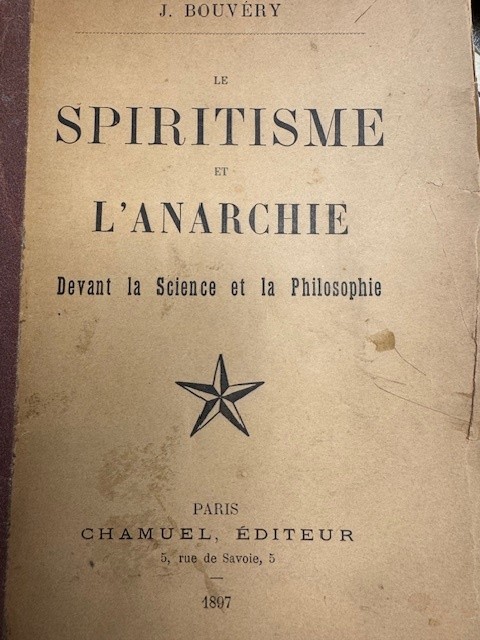 J. BOUVÉRY
LE
SPIRITISME
ET
L'ANARCHIE
Devant la Science et la Philosophie
PARIS
CHAMUEL, ÉDITEUR
5, rue de Savoie, 5
1897